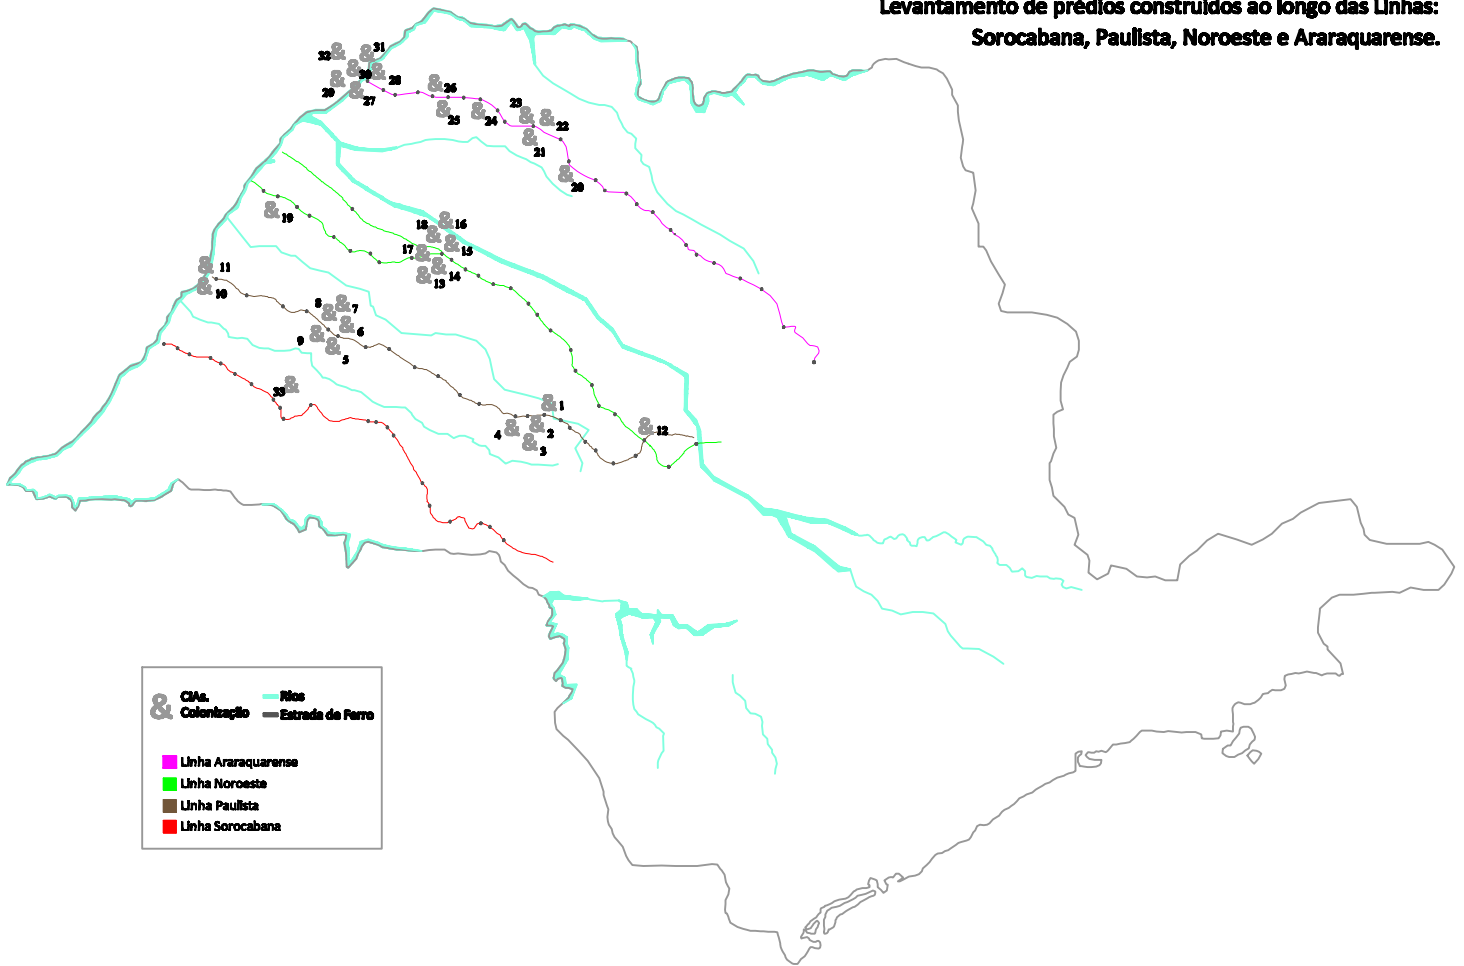 Levantamento de prédios construídos ao longo das Linhas:
Sorocabana, Paulista, Noroeste e Araraquarense.
32 & & 31
& 30 & 28
29 & & 27
& 26
& 25 & 24
23 & & 22
& 21
& 20
& 19
18 & & 16
17 & & & 15
13 & & 14
& 11
& 10
8 & & 7
9 & & 6
& 5
33 &
& 1
4 & & 2
& 3
& 12
& CIAs.
Colonização
Rios
Estrada de Ferro
Linha Araraquarense
Linha Noroeste
Linha Paulista
Linha Sorocabana